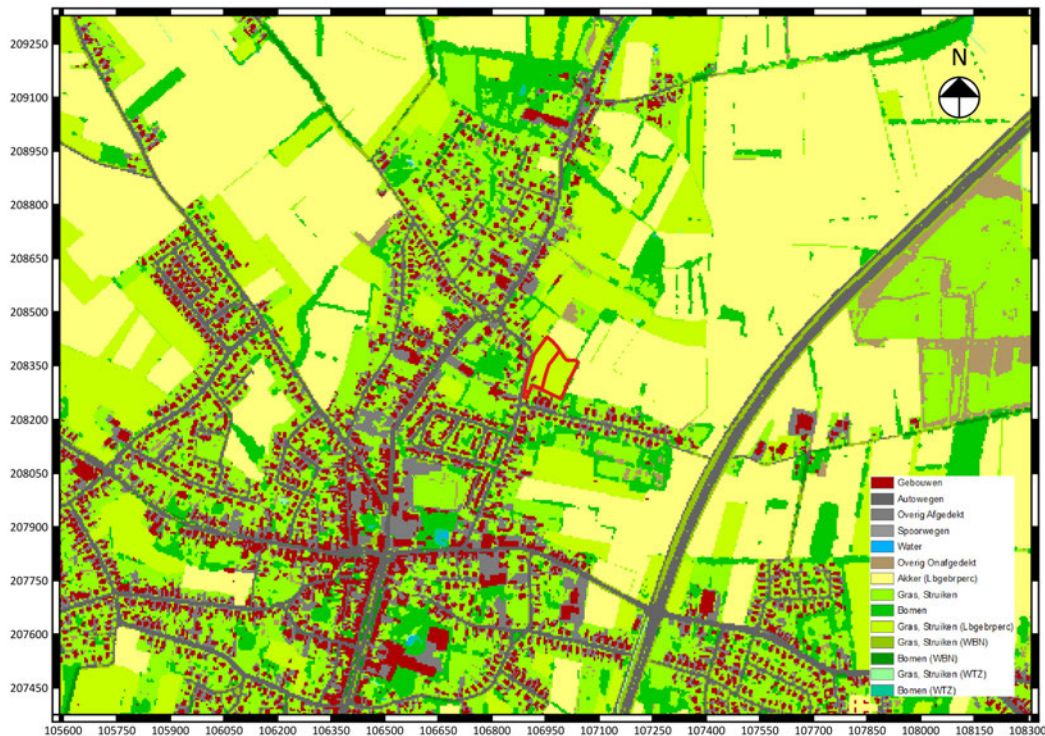 209250
209100
208950
208800
208650
208500
208350
208200
208050
207900
207750
207600
207450
N
Gebouwen
Autowegen
Overig Afgedekt
Spoorwegen
Water
Overig Onafgedekt
Akker (Lbgebrperc)
Gras, Struiken
Bomen
Gras, Struiken (Lbgebrperc)
Gras, Struiken (WBN)
Bomen (WBN)
Gras, Struiken (WTZ)
Bomen (WTZ)
105600 105750 105900 106050 106200 106350 106500 106650 106800 106950 107100 107250 107400 107550 107700 107850 108000 108150 108300